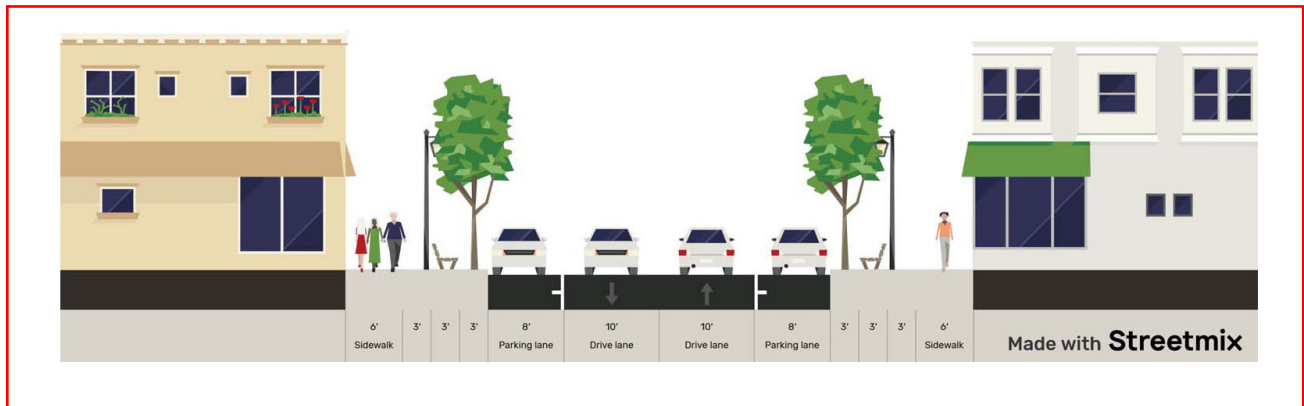 6' 3' 3' 3' 8' 10' 10' 8' 3' 3' 3' 6'
Sidewalk Parking lane Drive lane Drive lane Parking lane Sidewalk
Made with Streetmix